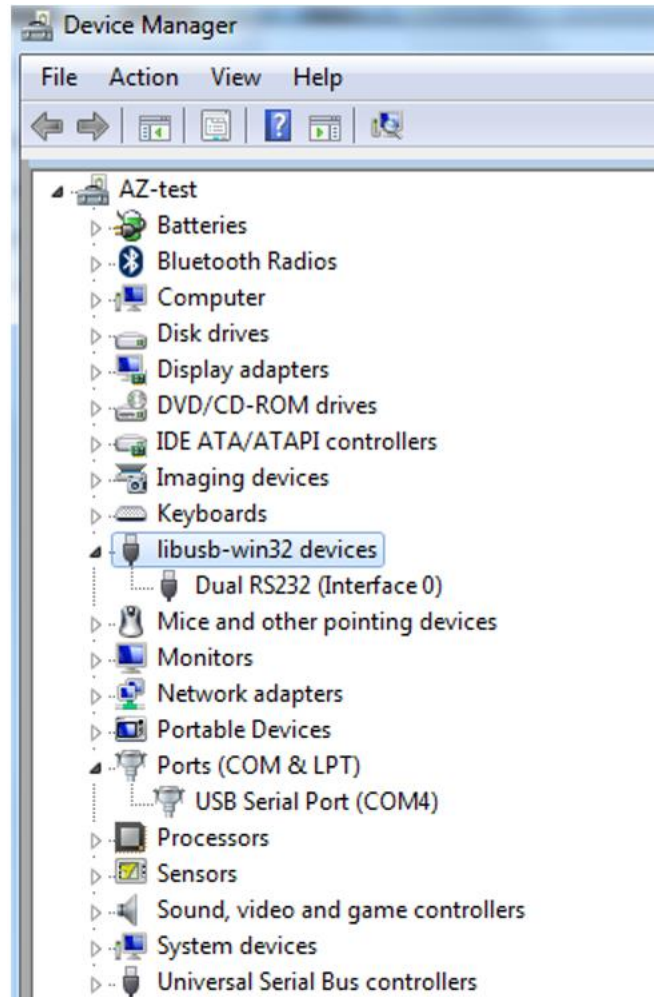 Device Manager
File Action View Help
AZ-test
Batteries
Bluetooth Radios
Computer
Disk drives
Display adapters
DVD/CD-ROM drives
IDE ATA/ATAPI controllers
Imaging devices
Keyboards
libusb-win32 devices
Dual RS232 (Interface 0)
Mice and other pointing devices
Monitors
Network adapters
Portable Devices
Ports (COM & LPT)
USB Serial Port (COM4)
Processors
Sensors
Sound, video and game controllers
System devices
Universal Serial Bus controllers